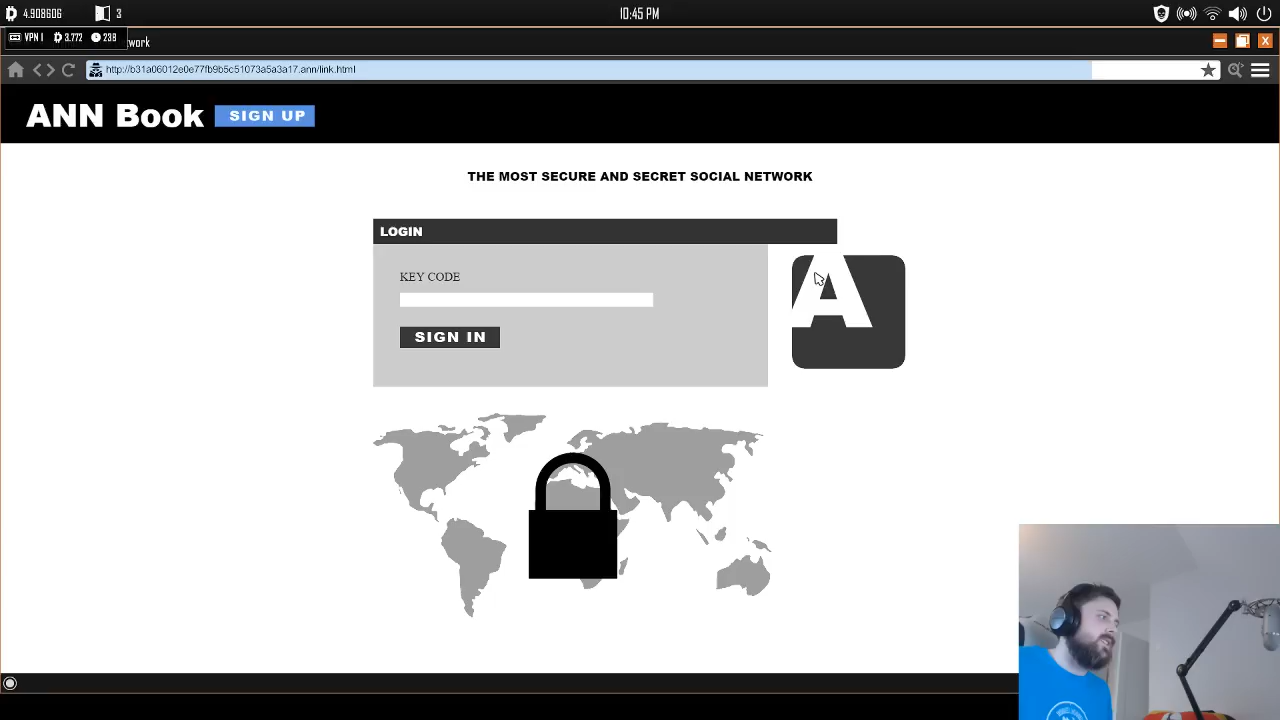 4.908606
3
10:45 PM
VPN 1
3.772
238
work
http://b31a06012e0e77fb9b5c51073a5a3a17.ann/link.html
ANN Book
SIGN UP
THE MOST SECURE AND SECRET SOCIAL NETWORK
LOGIN
KEY CODE
A
SIGN IN